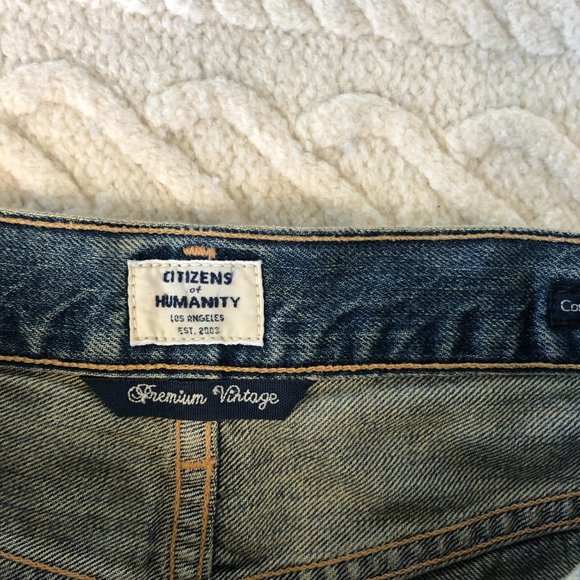 CITIZENS
of
HUMANITY
LOS ANGELES
EST. 2003
Premium Vintage